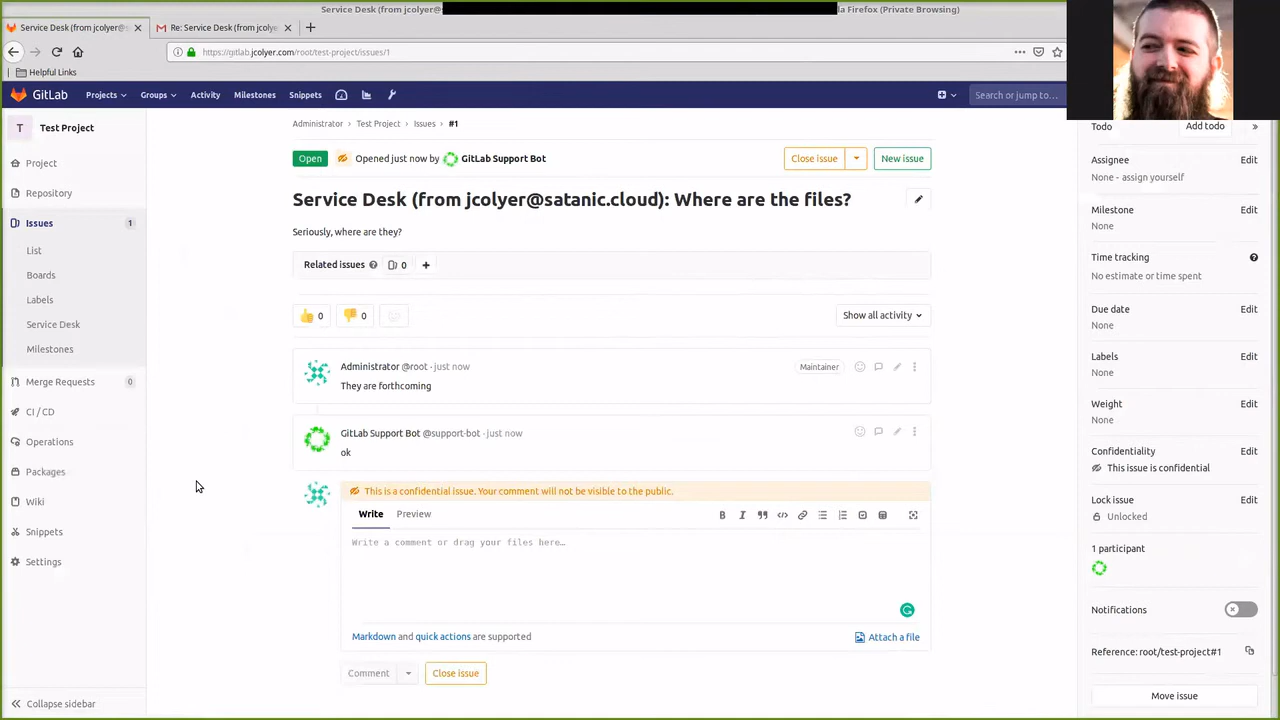 Service Desk (from jcolyer@
la Firefox (Private Browsing)
Service Desk (from jcolyer@s
Re: Service Desk (from jcoly
https://gitlab.jcolyer.com/root/test-project/issues/1
Helpful Links
GitLab
Projects
Groups
Activity
Milestones
Snippets
Search or jump to...
T
Test Project
Administrator
Test Project
Issues
#1
Todo
Add todo
»
Project
Open
Opened just now by
GitLab Support Bot
Close issue
New issue
Assignee
Edit
None - assign yourself
Repository
Service Desk (from jcolyer@satanic.cloud): Where are the files?
Milestone
Edit
None
Issues
1
Seriously, where are they?
List
Related issues
0
Time tracking
No estimate or time spent
Boards
Labels
0
0
Show all activity
Due date
Edit
None
Service Desk
Milestones
Administrator @root · just now
Maintainer
They are forthcoming
Labels
Edit
None
Merge Requests
0
CI / CD
Weight
Edit
None
Operations
GitLab Support Bot @support-bot · just now
ok
Confidentiality
Edit
This issue is confidential
Packages
This is a confidential issue. Your comment will not be visible to the public.
Wiki
Write
Preview
B
I
Lock issue
Edit
Unlocked
Snippets
Write a comment or drag your files here…
Settings
1 participant
Notifications
Markdown and quick actions are supported
Attach a file
Reference: root/test-project#1
Comment
Close issue
Move issue
Collapse sidebar